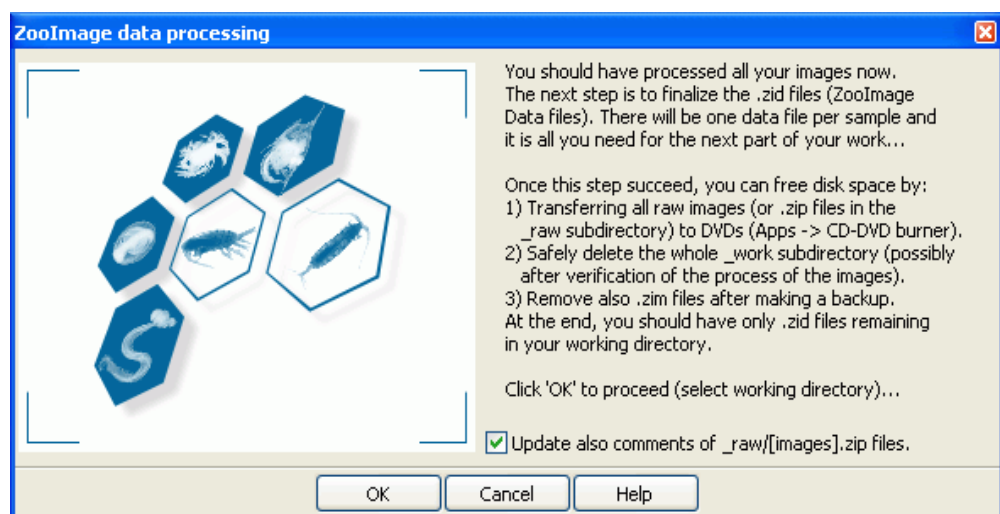 ZooImage data processing
You should have processed all your images now.
The next step is to finalize the .zid files (ZooImage
Data files). There will be one data file per sample and
it is all you need for the next part of your work...
Once this step succeed, you can free disk space by:
1) Transferring all raw images (or .zip files in the
_raw subdirectory) to DVDs (Apps -> CD-DVD burner).
2) Safely delete the whole _work subdirectory (possibly
after verification of the process of the images).
3) Remove also .zim files after making a backup.
At the end, you should have only .zid files remaining
in your working directory.
Click 'OK' to proceed (select working directory)...
Update also comments of _raw/[images].zip files.
OK
Cancel
Help